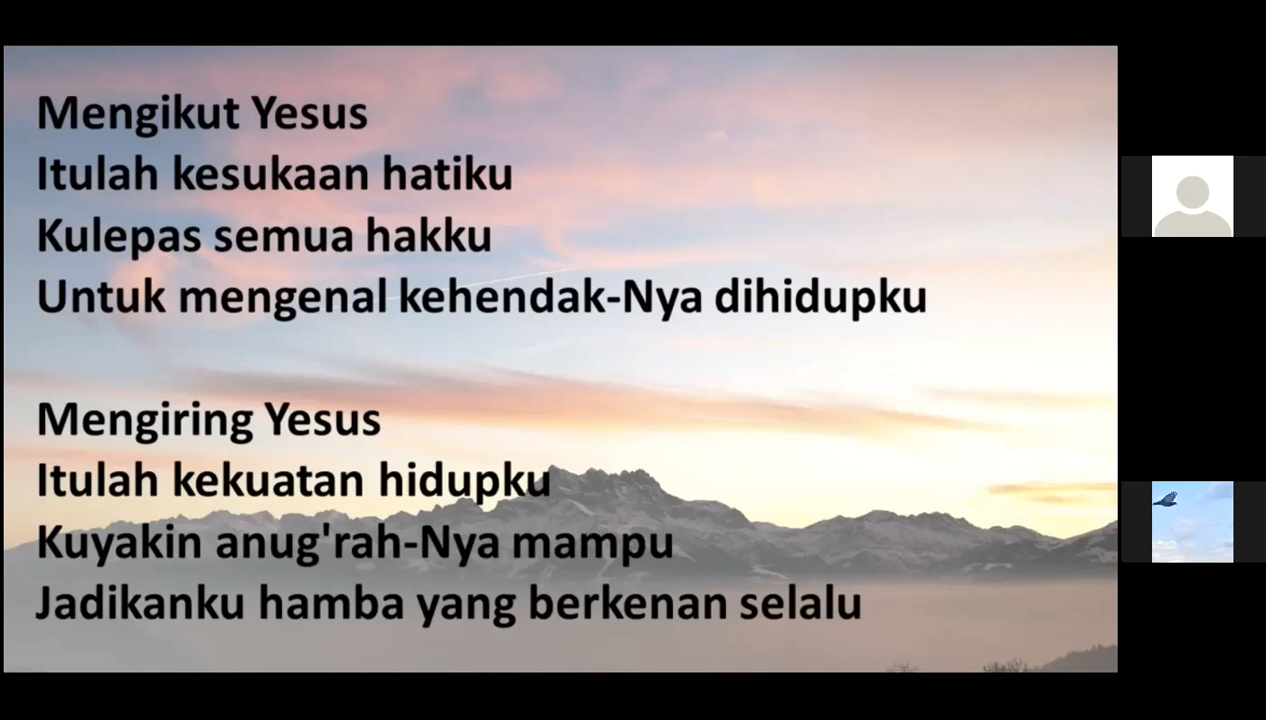 Mengikut Yesus
Itulah kesukaan hatiku
Kulepas semua hakku
Untuk mengenal kehendak-Nya dihidupku
Mengiring Yesus
Itulah kekuatan hidupku
Kuyakin anug'rah-Nya mampu
Jadikanku hamba yang berkenan selalu